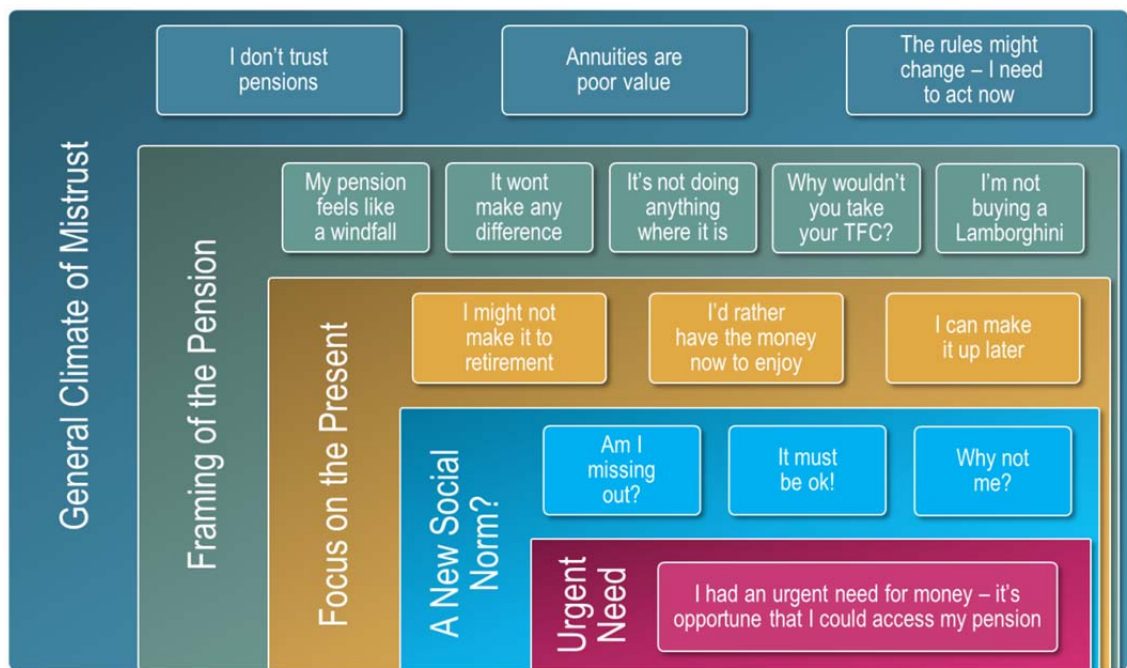 General Climate of Mistrust
I don't trust
pensions
Annuities are
poor value
The rules might
change – I need
to act now
Framing of the Pension
My pension
feels like
a windfall
It wont
make any
difference
It's not doing
anything
where it is
Why wouldn't
you take
your TFC?
I'm not
buying a
Lamborghini
Focus on the Present
I might not
make it to
retirement
I'd rather
have the money
now to enjoy
I can make
it up later
A New Social
Norm?
Am I
missing
out?
It must
be ok!
Why not
me?
Urgent
Need
I had an urgent need for money – it's
opportune that I could access my pension